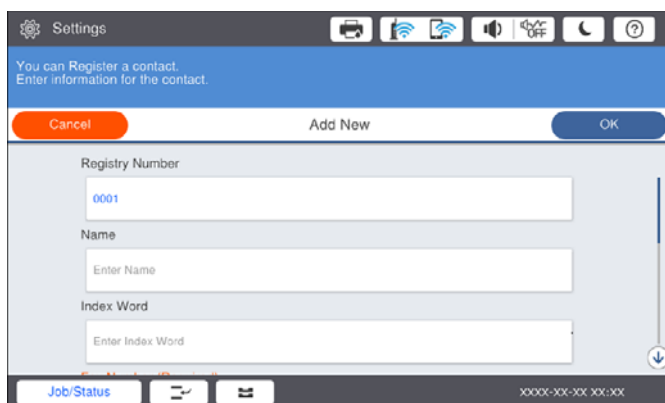 Settings
OFF
You can Register a contact.
Enter information for the contact.
Cancel
Add New
OK
Registry Number
0001
Name
Enter Name
Index Word
Enter Index Word
Job/Status
XXXX-XX-XX XX:XX